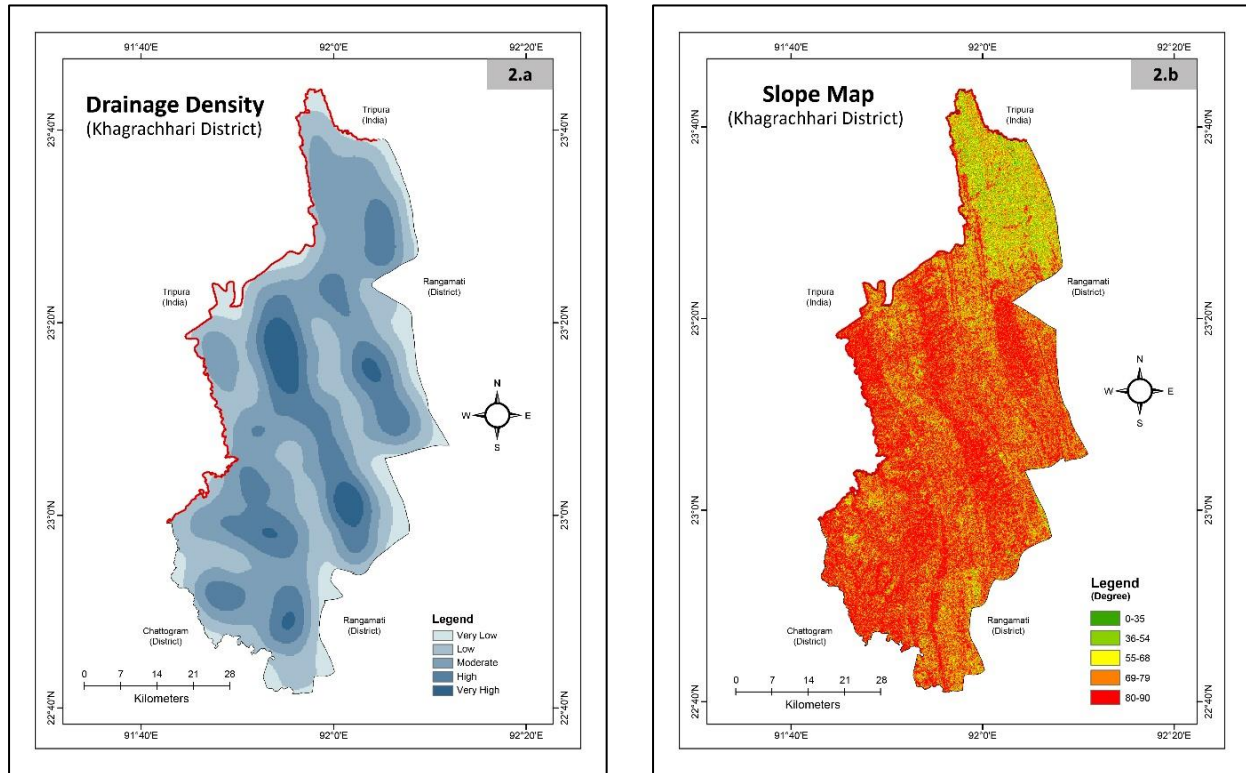 91°40'E 92°0'E 92°20'E
2.a
Drainage Density
(Khagrachhari District)
Tripura
(India)
23°40'N 23°40'N
Rangamati
(District)
Tripura
(India)
23°20'N 23°20'N
N
W E
S
23°0'N 23°0'N
Chattogram
(District)
Rangamati
(District)
Legend
Very Low
Low
Moderate
High
Very High
0 7 14 21 28
Kilometers
22°40'N 22°40'N
91°40'E 92°0'E 92°20'E
91°40'E 92°0'E 92°20'E
2.b
Slope Map
(Khagrachhari District)
Tripura
(India)
23°40'N 23°40'N
Rangamati
(District)
Tripura
(India)
23°20'N 23°20'N
N
W E
S
23°0'N 23°0'N
Chattogram
(District)
Rangamati
(District)
Legend
(Degree)
0-35
36-54
55-68
69-79
80-90
0 7 14 21 28
Kilometers
22°40'N 22°40'N
91°40'E 92°0'E 92°20'E